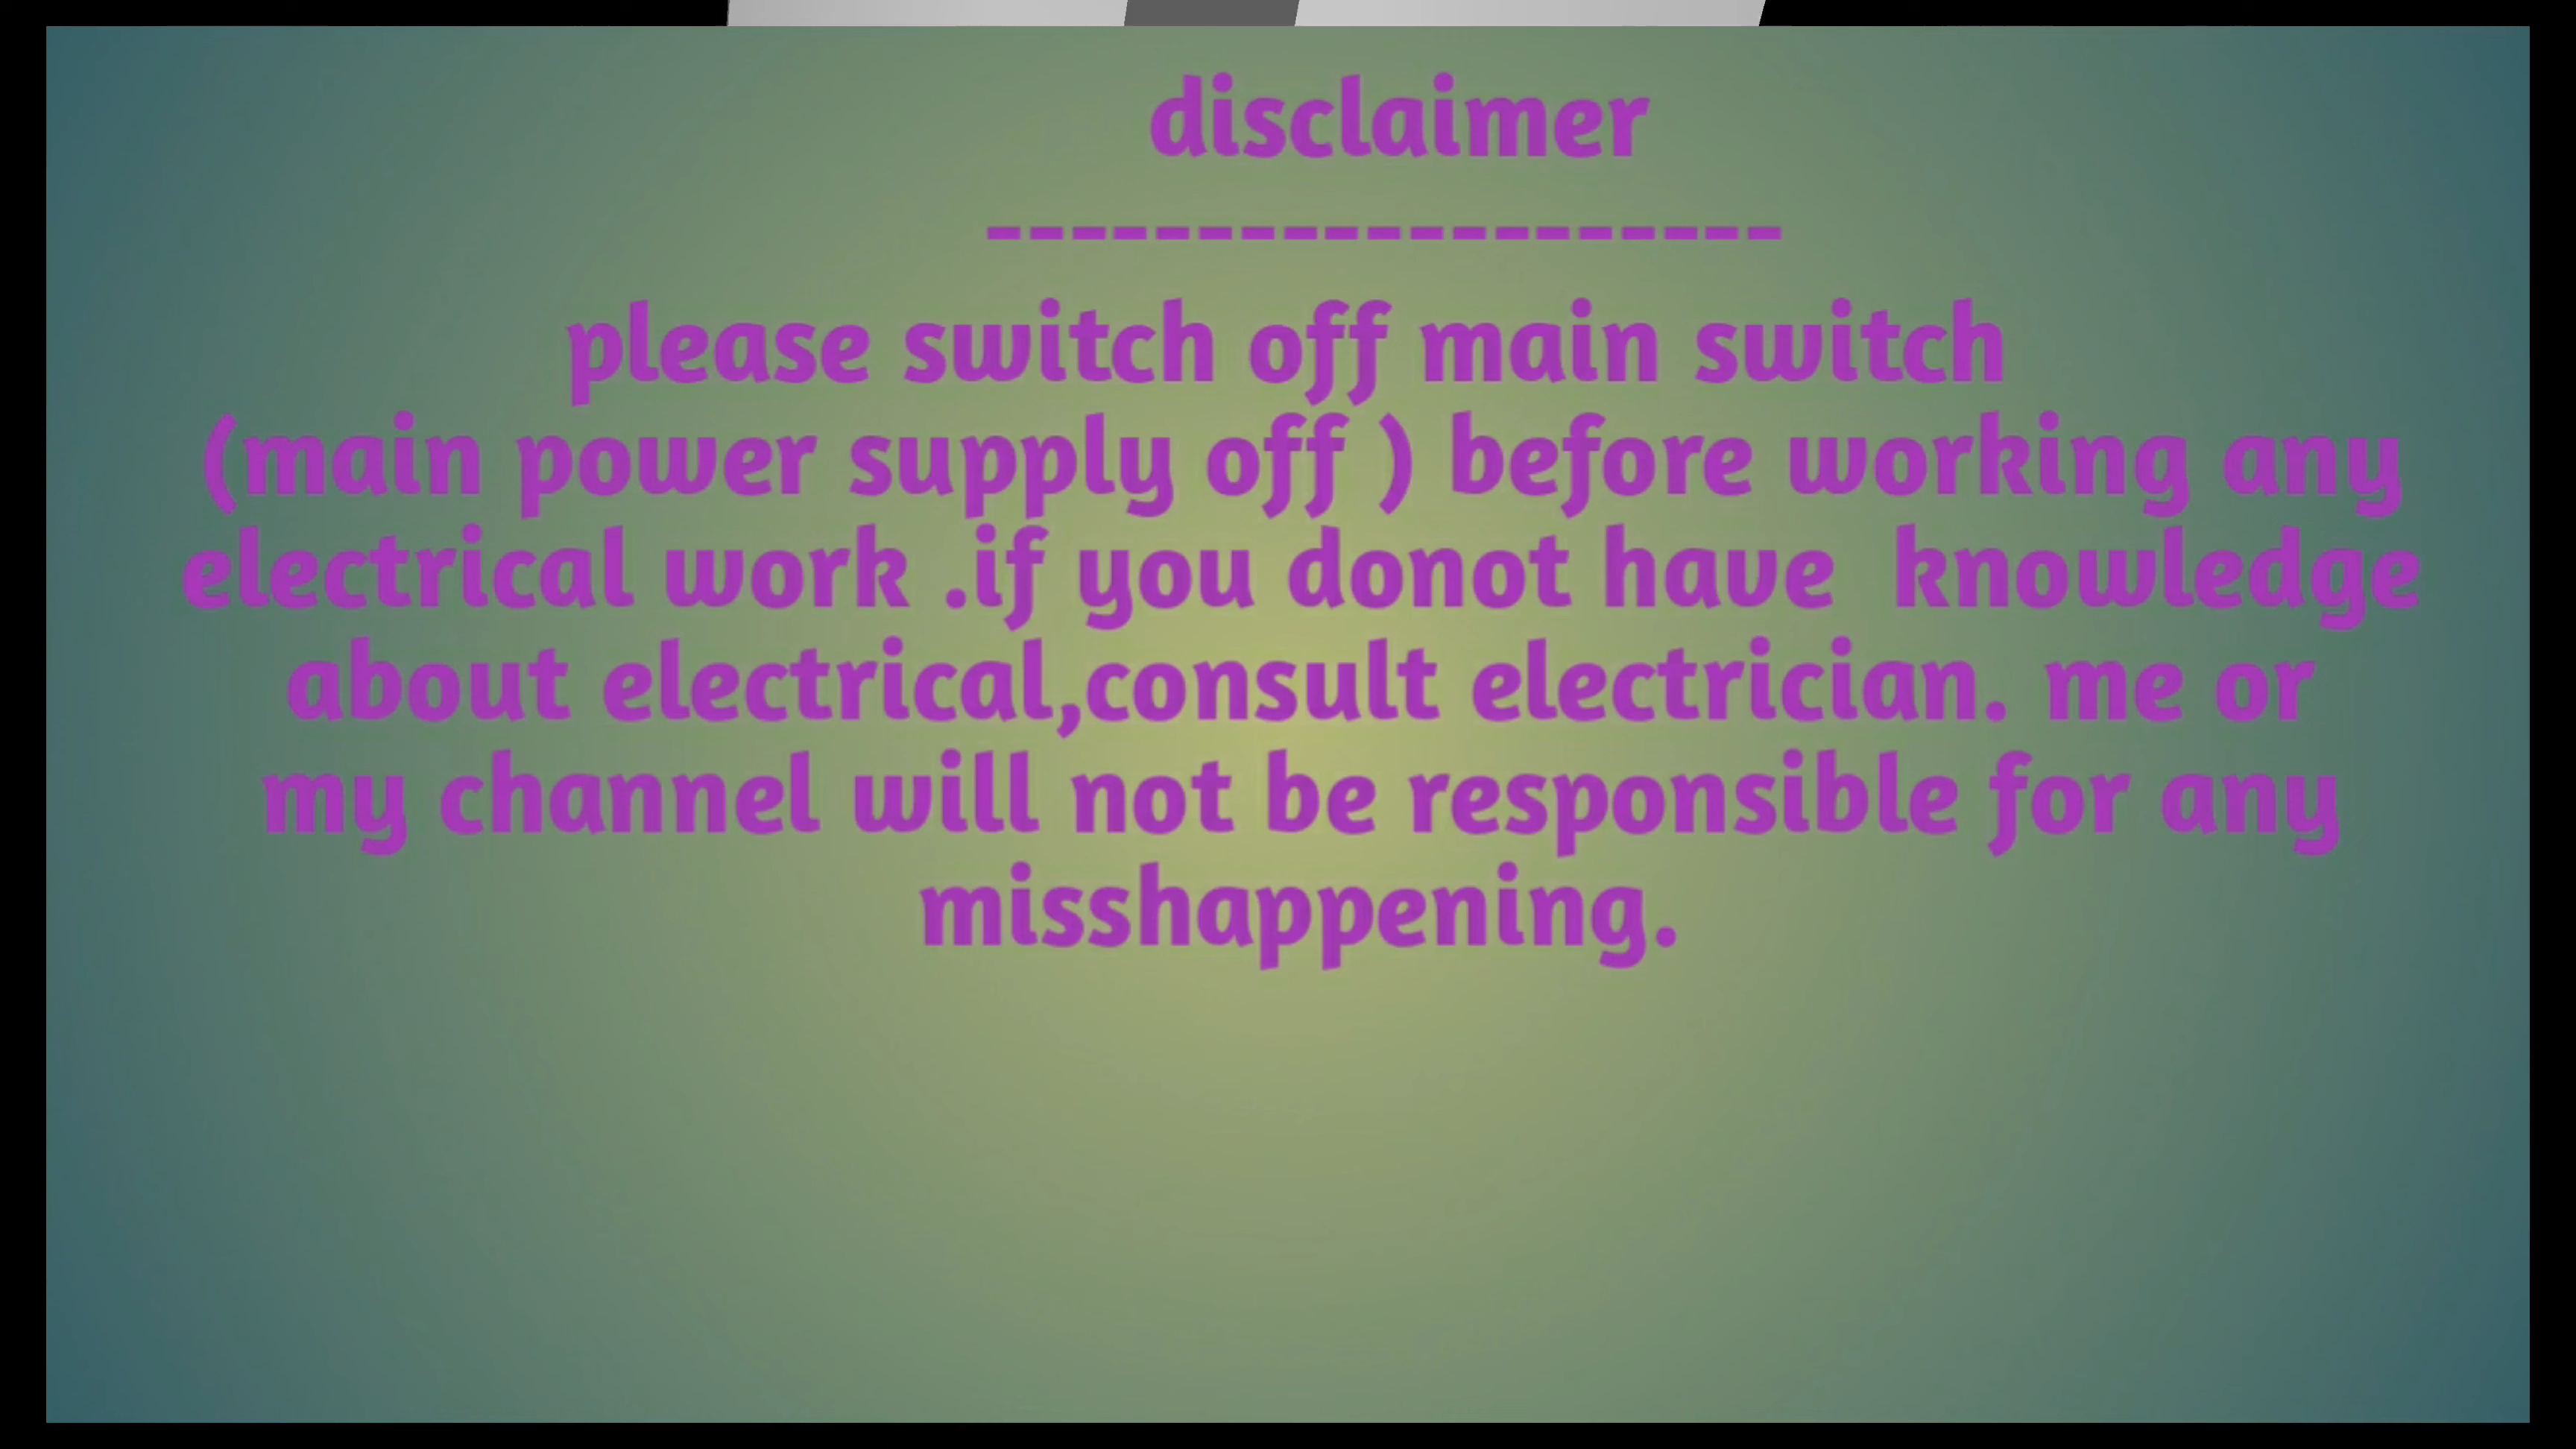 disclaimer
-------------------
please switch off main switch
(main power supply off ) before working any
electrical work .if you donot have  knowledge
about electrical,consult electrician. me or
my channel will not be responsible for any
misshappening.